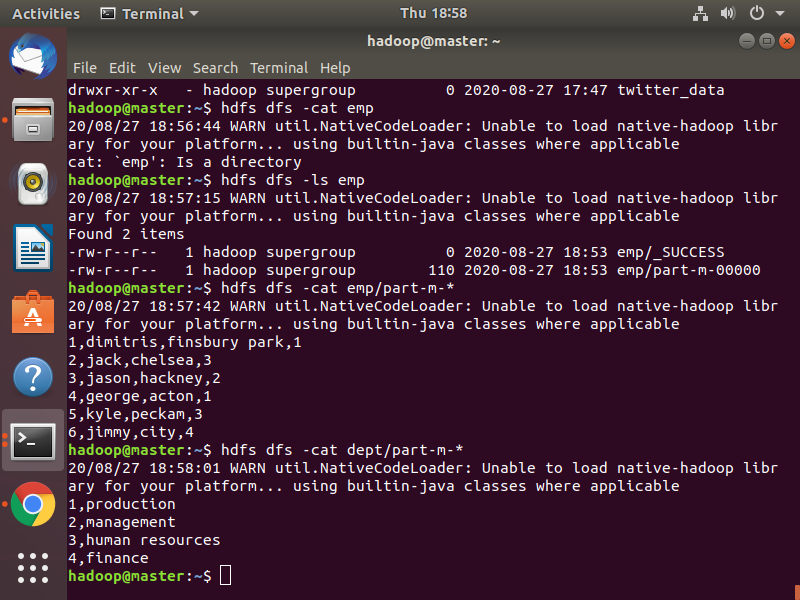 Activities Terminal Thu 18:58
hadoop@master: ~
File Edit View Search Terminal Help
drwxr-xr-x   - hadoop supergroup          0 2020-08-27 17:47 twitter_data
hadoop@master:~$ hdfs dfs -cat emp
20/08/27 18:56:44 WARN util.NativeCodeLoader: Unable to load native-hadoop libr
ary for your platform... using builtin-java classes where applicable
cat: `emp': Is a directory
hadoop@master:~$ hdfs dfs -ls emp
20/08/27 18:57:15 WARN util.NativeCodeLoader: Unable to load native-hadoop libr
ary for your platform... using builtin-java classes where applicable
Found 2 items
-rw-r--r--   1 hadoop supergroup          0 2020-08-27 18:53 emp/_SUCCESS
-rw-r--r--   1 hadoop supergroup        110 2020-08-27 18:53 emp/part-m-00000
hadoop@master:~$ hdfs dfs -cat emp/part-m-*
20/08/27 18:57:42 WARN util.NativeCodeLoader: Unable to load native-hadoop libr
ary for your platform... using builtin-java classes where applicable
1,dimitris,finsbury park,1
2,jack,chelsea,3
3,jason,hackney,2
4,george,acton,1
5,kyle,peckam,3
6,jimmy,city,4
hadoop@master:~$ hdfs dfs -cat dept/part-m-*
20/08/27 18:58:01 WARN util.NativeCodeLoader: Unable to load native-hadoop libr
ary for your platform... using builtin-java classes where applicable
1,production
2,management
3,human resources
4,finance
hadoop@master:~$